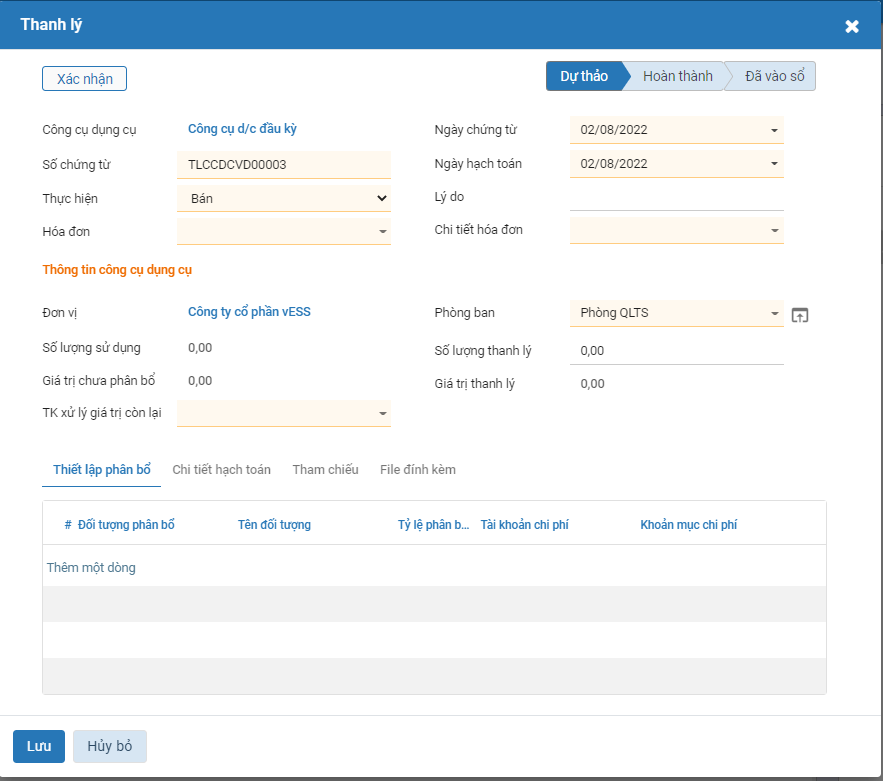 Thanh lý
Xác nhận
Dự thảo Hoàn thành Đã vào sổ
Công cụ dụng cụ Công cụ d/c đầu kỳ Ngày chứng từ 02/08/2022
Số chứng từ TLCCDCVD00003 Ngày hạch toán 02/08/2022
Thực hiện Bán Lý do
Hóa đơn Chi tiết hóa đơn
Thông tin công cụ dụng cụ
Đơn vị Công ty cổ phần vESS Phòng ban Phòng QLTS
Số lượng sử dụng 0,00 Số lượng thanh lý 0,00
Giá trị chưa phân bổ 0,00 Giá trị thanh lý 0,00
TK xử lý giá trị còn lại
Thiết lập phân bổ Chi tiết hạch toán Tham chiếu File đính kèm
# Đối tượng phân bổ Tên đối tượng Tỷ lệ phân b... Tài khoản chi phí Khoản mục chi phí
Thêm một dòng
Lưu Hủy bỏ